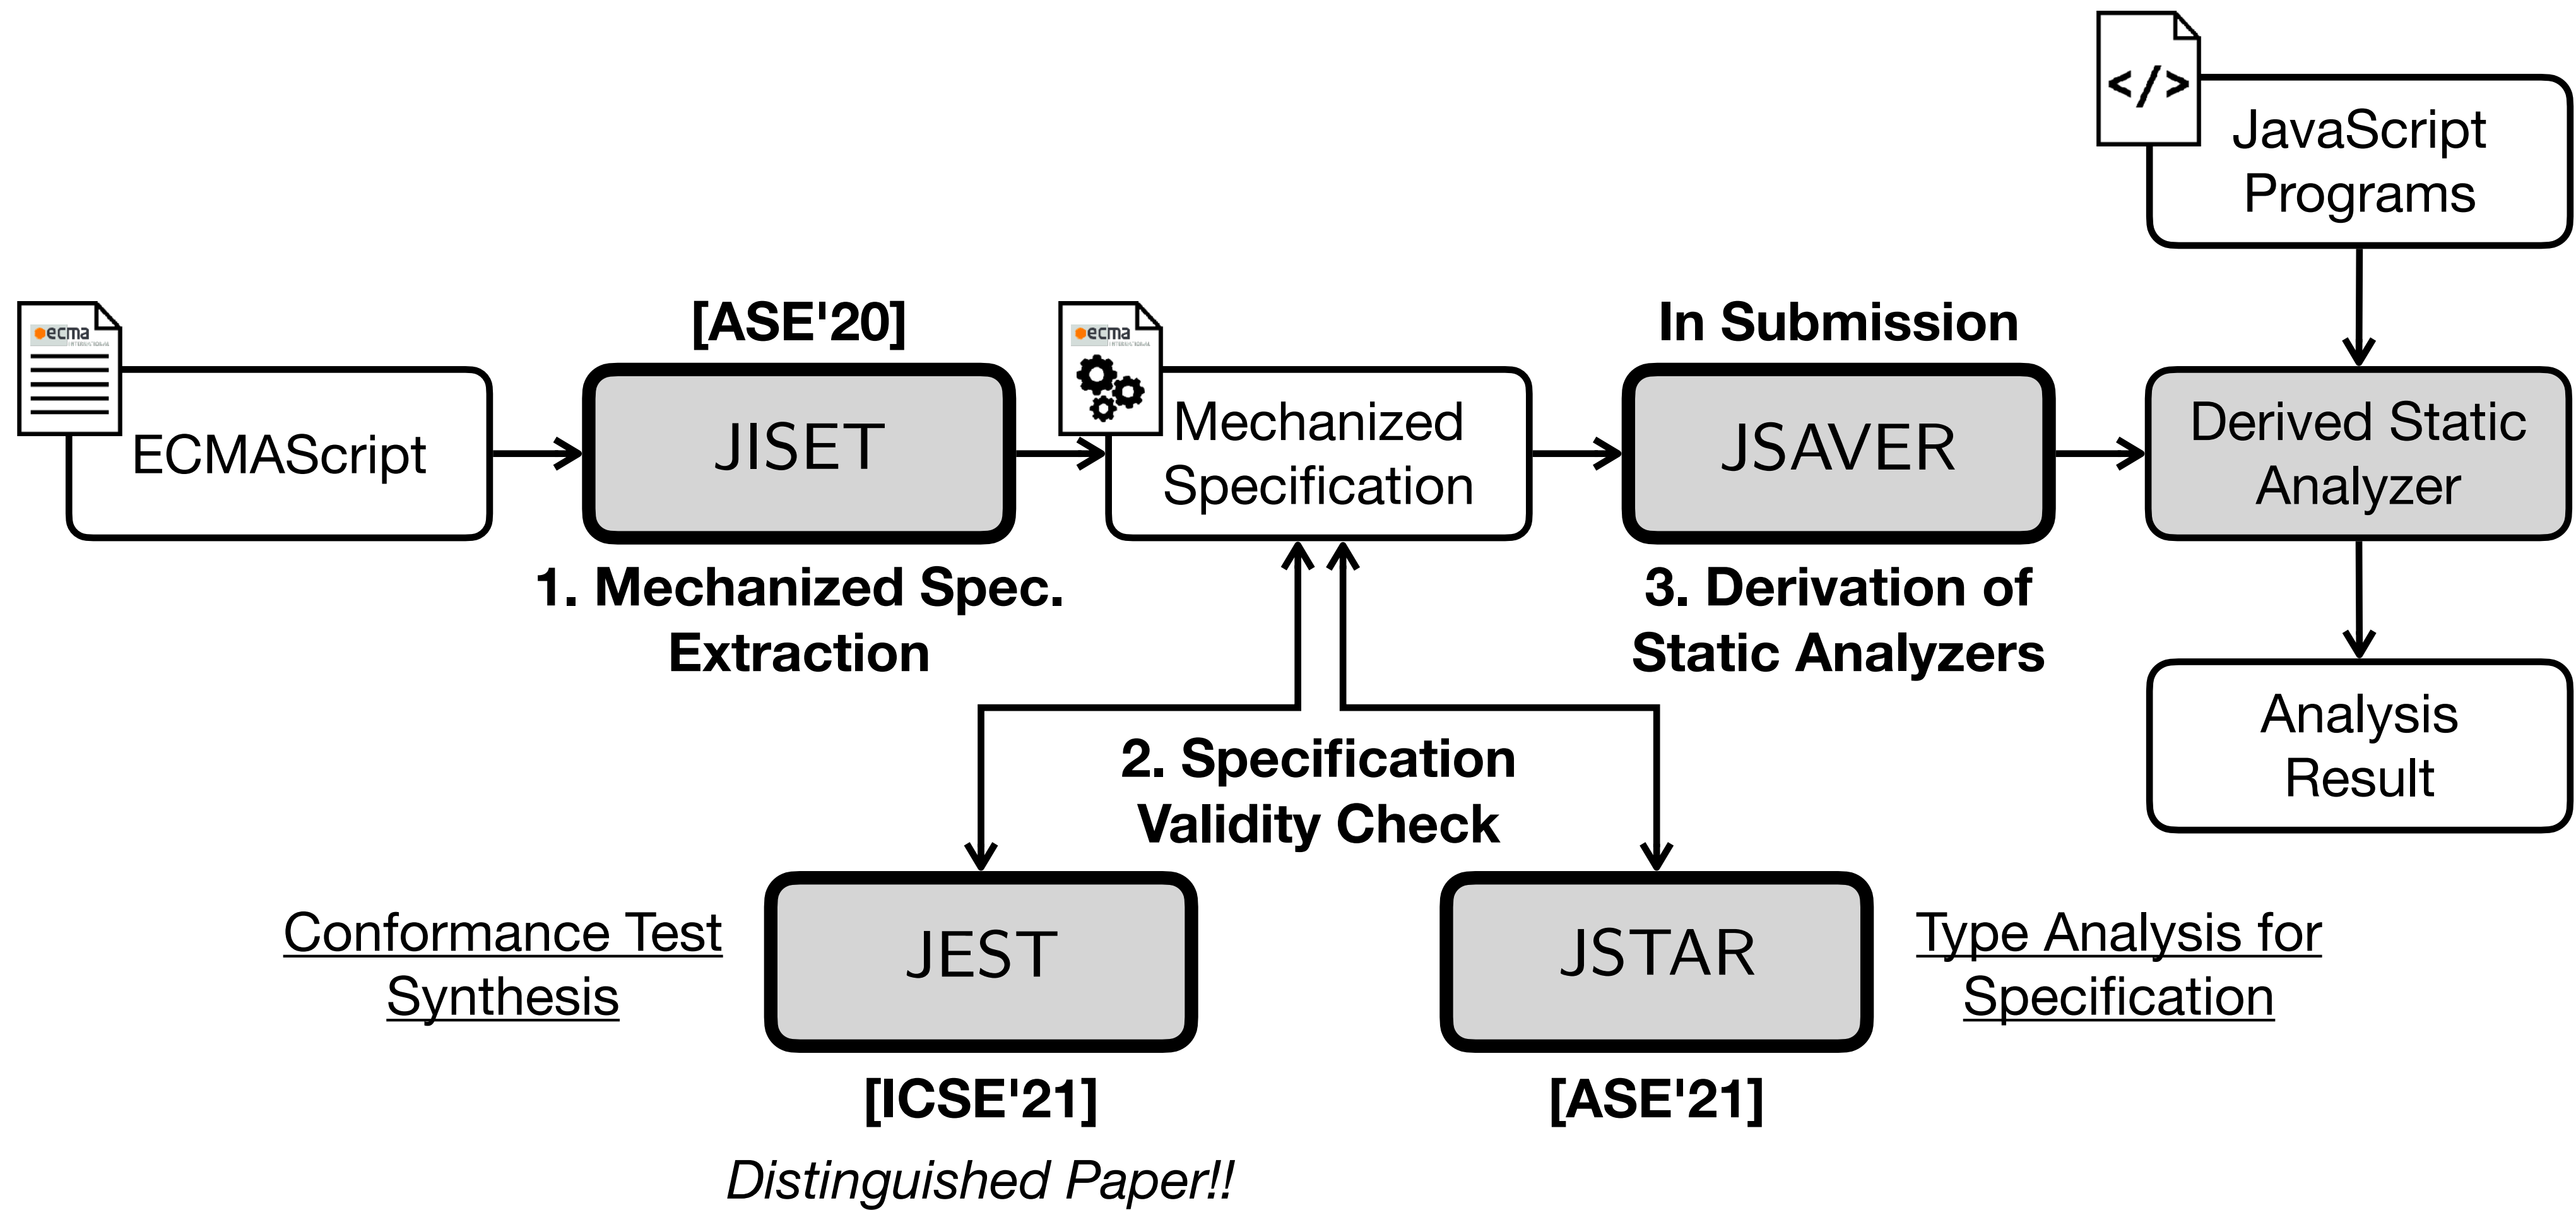 </>
JavaScript
Programs
[ASE'20]
In Submission
ecma
ecma
ECMAScript
JISET
Mechanized
Specification
JSAVER
Derived Static
Analyzer
1. Mechanized Spec.
Extraction
3. Derivation of
Static Analyzers
2. Specification
Validity Check
Analysis
Result
Conformance Test
Synthesis
JEST
JSTAR
Type Analysis for
Specification
[ICSE'21]
[ASE'21]
Distinguished Paper!!